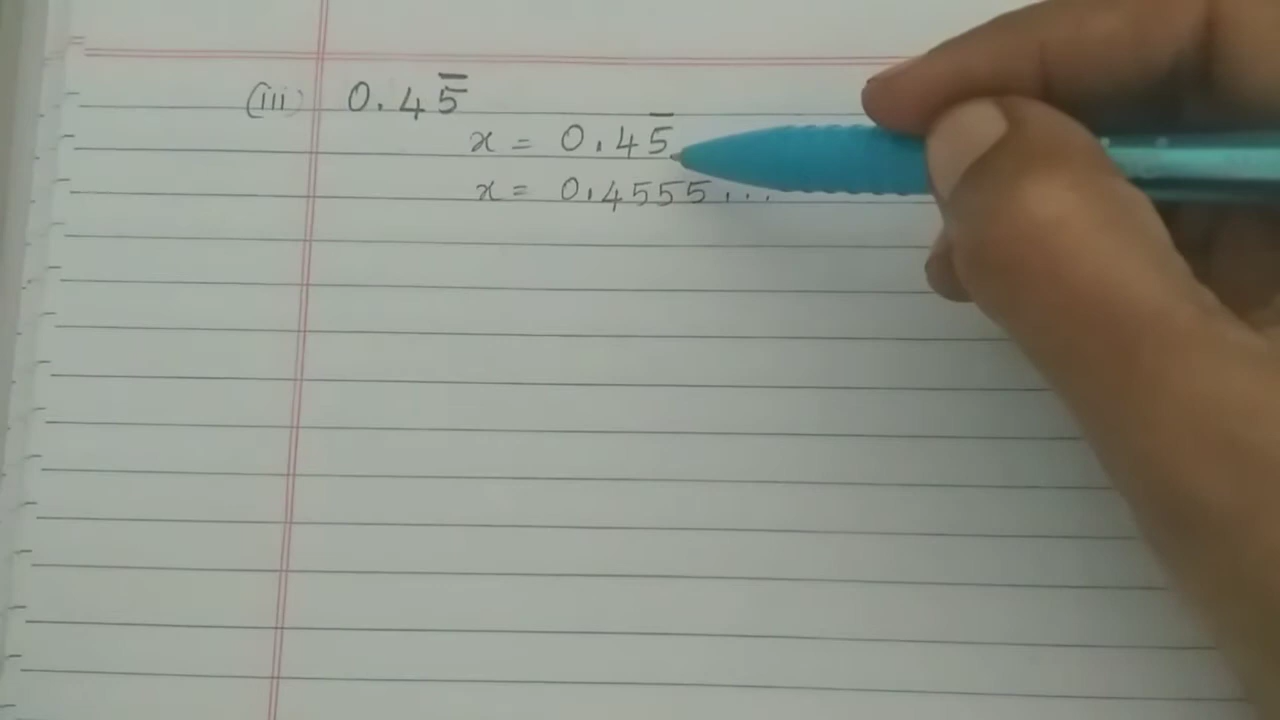 (iii) 0.45̅
x = 0.45̅
x = 0.4555...